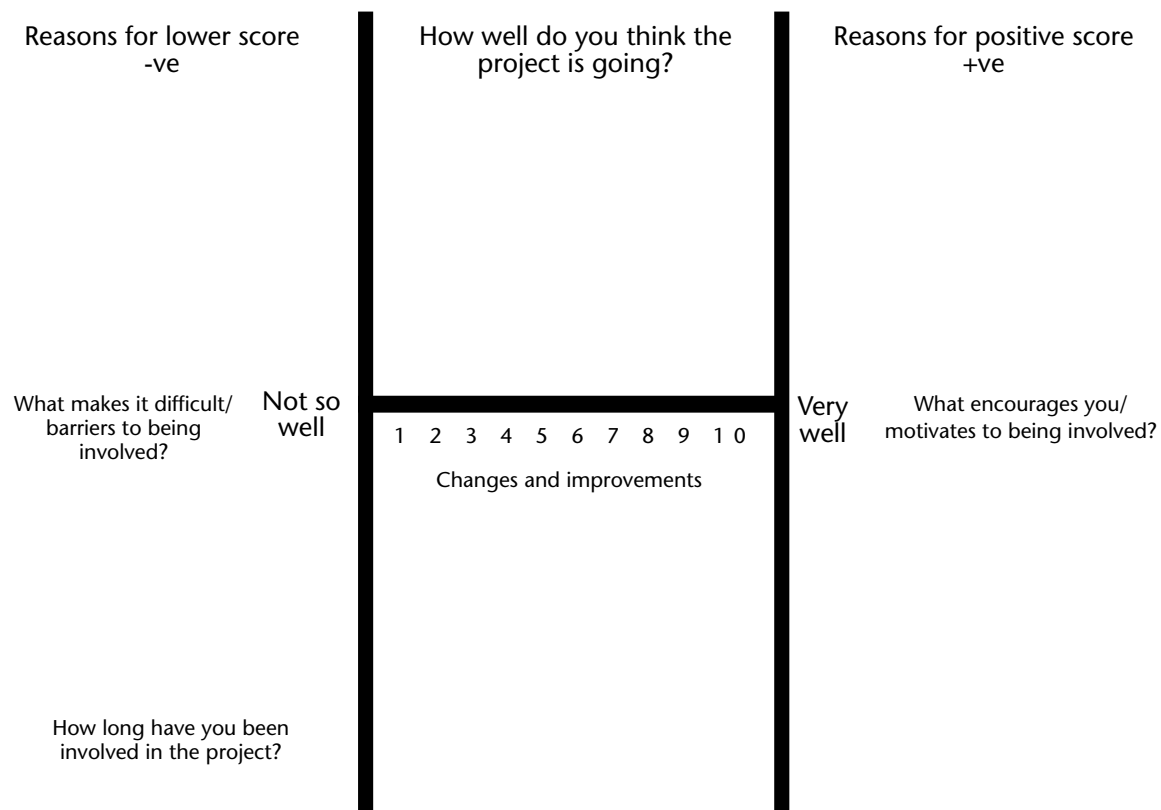 Reasons for lower score
-ve
How well do you think the
project is going?
Reasons for positive score
+ve
What makes it difficult/
barriers to being
involved?
Not so
well
Very
well
What encourages you/
motivates to being involved?
1 2 3 4 5 6 7 8 9 1 0
Changes and improvements
How long have you been
involved in the project?